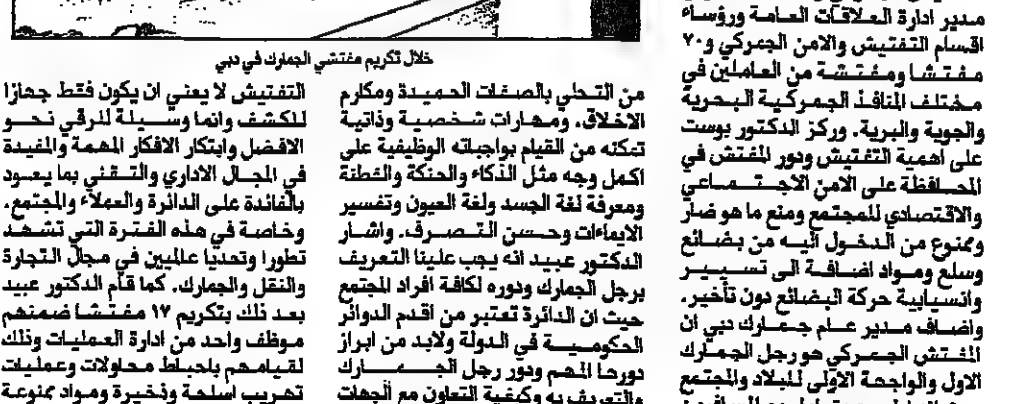 مدير ادارة العلاقات العامة ورؤساء
اقسام التفتيش والامن الجمركي و٢٠
مفتشا ومفتشة من العاملين في
مختلف المنافذ الجمركية البحرية
والجوية والبرية. وركز الدكتور بوست
على اهمية التفتيش ودور المفتش في
المحافظة على الامن الاجتماعي
والاقتصادي للمجتمع ومنع ما هو ضار
وممنوع من الدخول اليه من بضائع
وسلع ومواد اضافة الى تسيير
وانسيابية حركة البضائع دون تأخير.
واضاف مدير عام جمارك دبي ان
المفتش الجمركي هو رجل الجمارك
الاول والواجهة الاولى للبلاد والمجتمع
خلال تكريم مفتشي الجمارك في دبي
من التحلي بالصفات الحميدة ومكارم
الاخلاق، ومهارات شخصية وذاتية
تمكنه من القيام بواجباته الوظيفية على
اكمل وجه مثل الذكاء والحنكة والفطنة
ومعرفة لغة الجسد ولغة العيون وتفسير
الايماءات وحسن التصرف. واشار
الدكتور عبيد انه يجب علينا التعريف
برجل الجمارك ودوره لكافة افراد المجتمع
حيث ان الدائرة تعتبر من اقدم الدوائر
الحكومية في الدولة ولابد من ابراز
دورها المهم ودور رجل الجمارك
والتعريف به وكيفية التعاون مع الجهات
التفتيش لا يعني ان يكون فقط جهازا
للكشف وانما وسيلة للرقي نحو
الافضل وابتكار الافكار المهمة والمفيدة
في المجال الاداري والتقني بما يعود
بالفائدة على الدائرة والعملاء والمجتمع.
وخاصة في هذه الفترة التي تشهد
تطورا وتحديا عالميين في مجال التجارة
والنقل والجمارك. كما قام الدكتور عبيد
بعد ذلك بتكريم ١٧ مفتشا ضمنهم
موظف واحد من ادارة العمليات وذلك
لقيامهم باحباط محاولات وعمليات
تهريب اسلحة وذخيرة ومواد ممنوعة